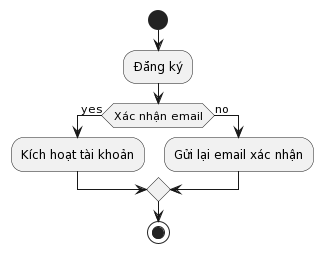 Đăng ký
Xác nhận email
yes
no
Kích hoạt tài khoản
Gửi lại email xác nhận